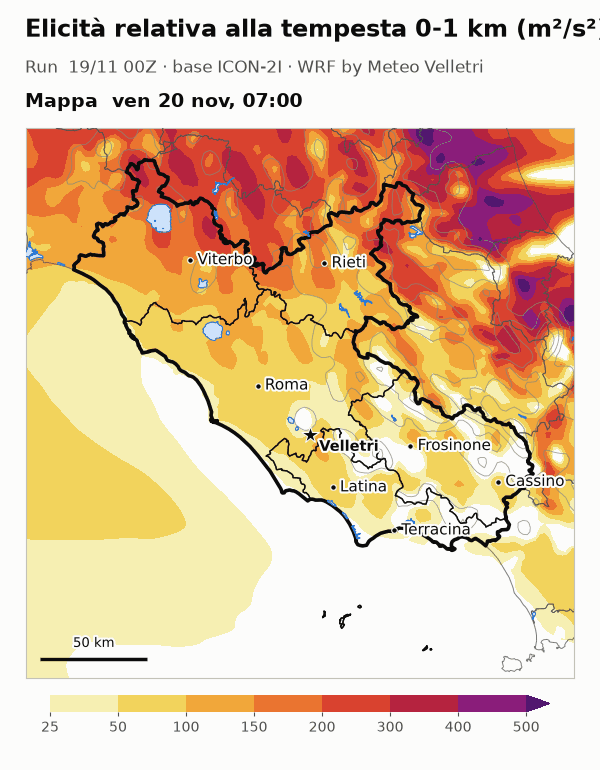 Elicità relativa alla tempesta 0-1 km (m²/s²)
Run 19/11 00Z · base ICON-2I · WRF by Meteo Velletri
Mappa ven 20 nov, 07:00
Viterbo
Rieti
Roma
Velletri
Frosinone
Latina
Cassino
Terracina
50 km
25 50 100 150 200 300 400 500